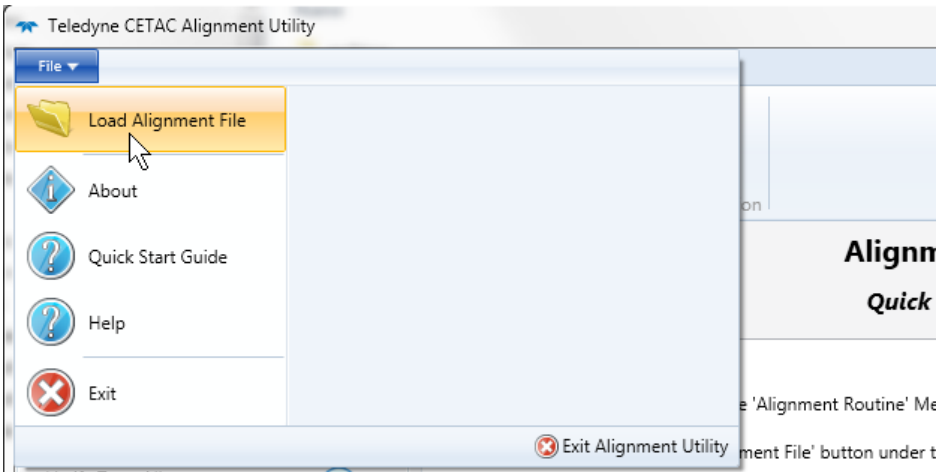 Teledyne CETAC Alignment Utility
File
Load Alignment File
About
on
Quick Start Guide
Alignm
Quick
Help
Exit
e 'Alignment Routine' Me
Exit Alignment Utility
ment File' button under t